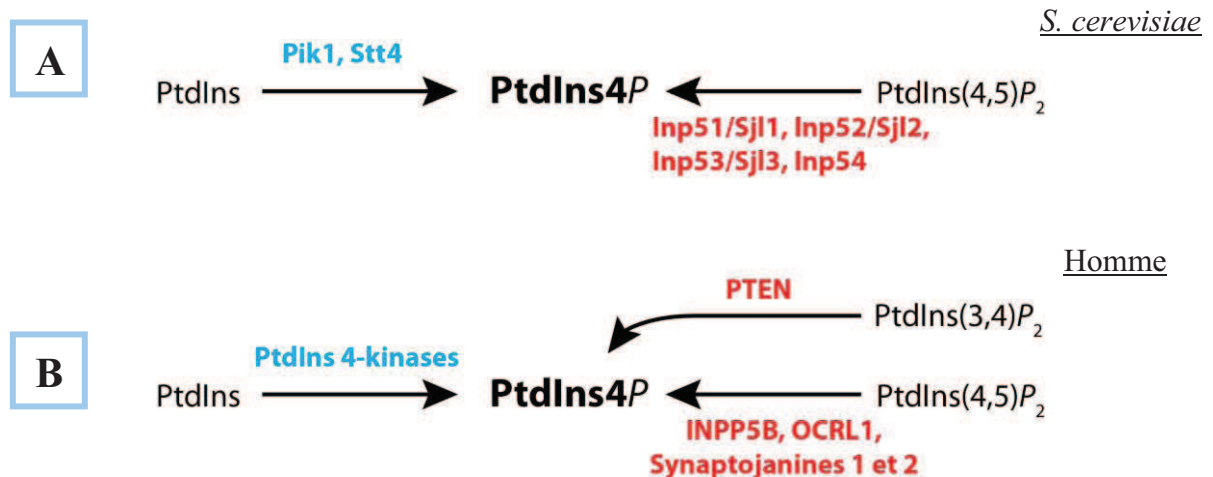 S. cerevisiae
A
Pik1, Stt4
PtdIns PtdIns4P PtdIns(4,5)P2
Inp51/Sjl1, Inp52/Sjl2,
Inp53/Sjl3, Inp54
Homme
PTEN
PtdIns(3,4)P2
B
PtdIns 4-kinases
PtdIns PtdIns4P PtdIns(4,5)P2
INPP5B, OCRL1,
Synaptojanines 1 et 2